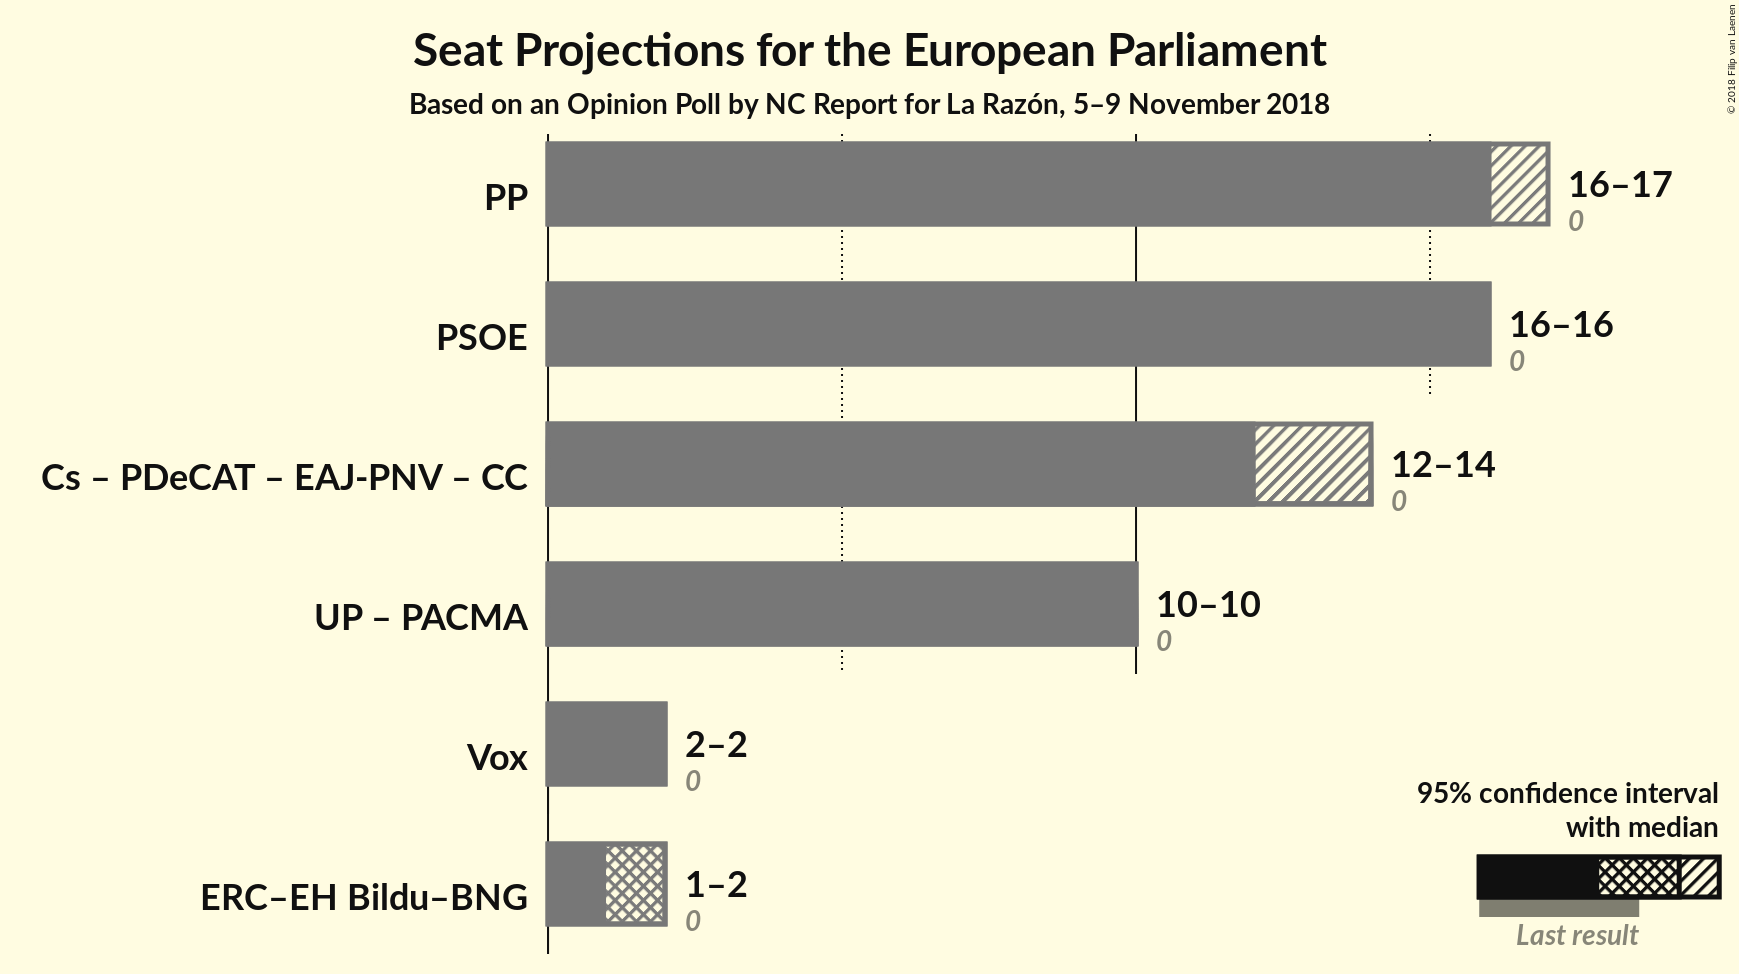 Seat Projections for the European Parliament
Based on an Opinion Poll by NC Report for La Razón, 5–9 November 2018
© 2018 Filip van Laenen
PP
16–17
0
PSOE
16–16
0
Cs – PDeCAT – EAJ-PNV – CC
12–14
0
UP – PACMA
10–10
0
Vox
2–2
0
ERC–EH Bildu–BNG
1–2
0
95% confidence interval
with median
Last result